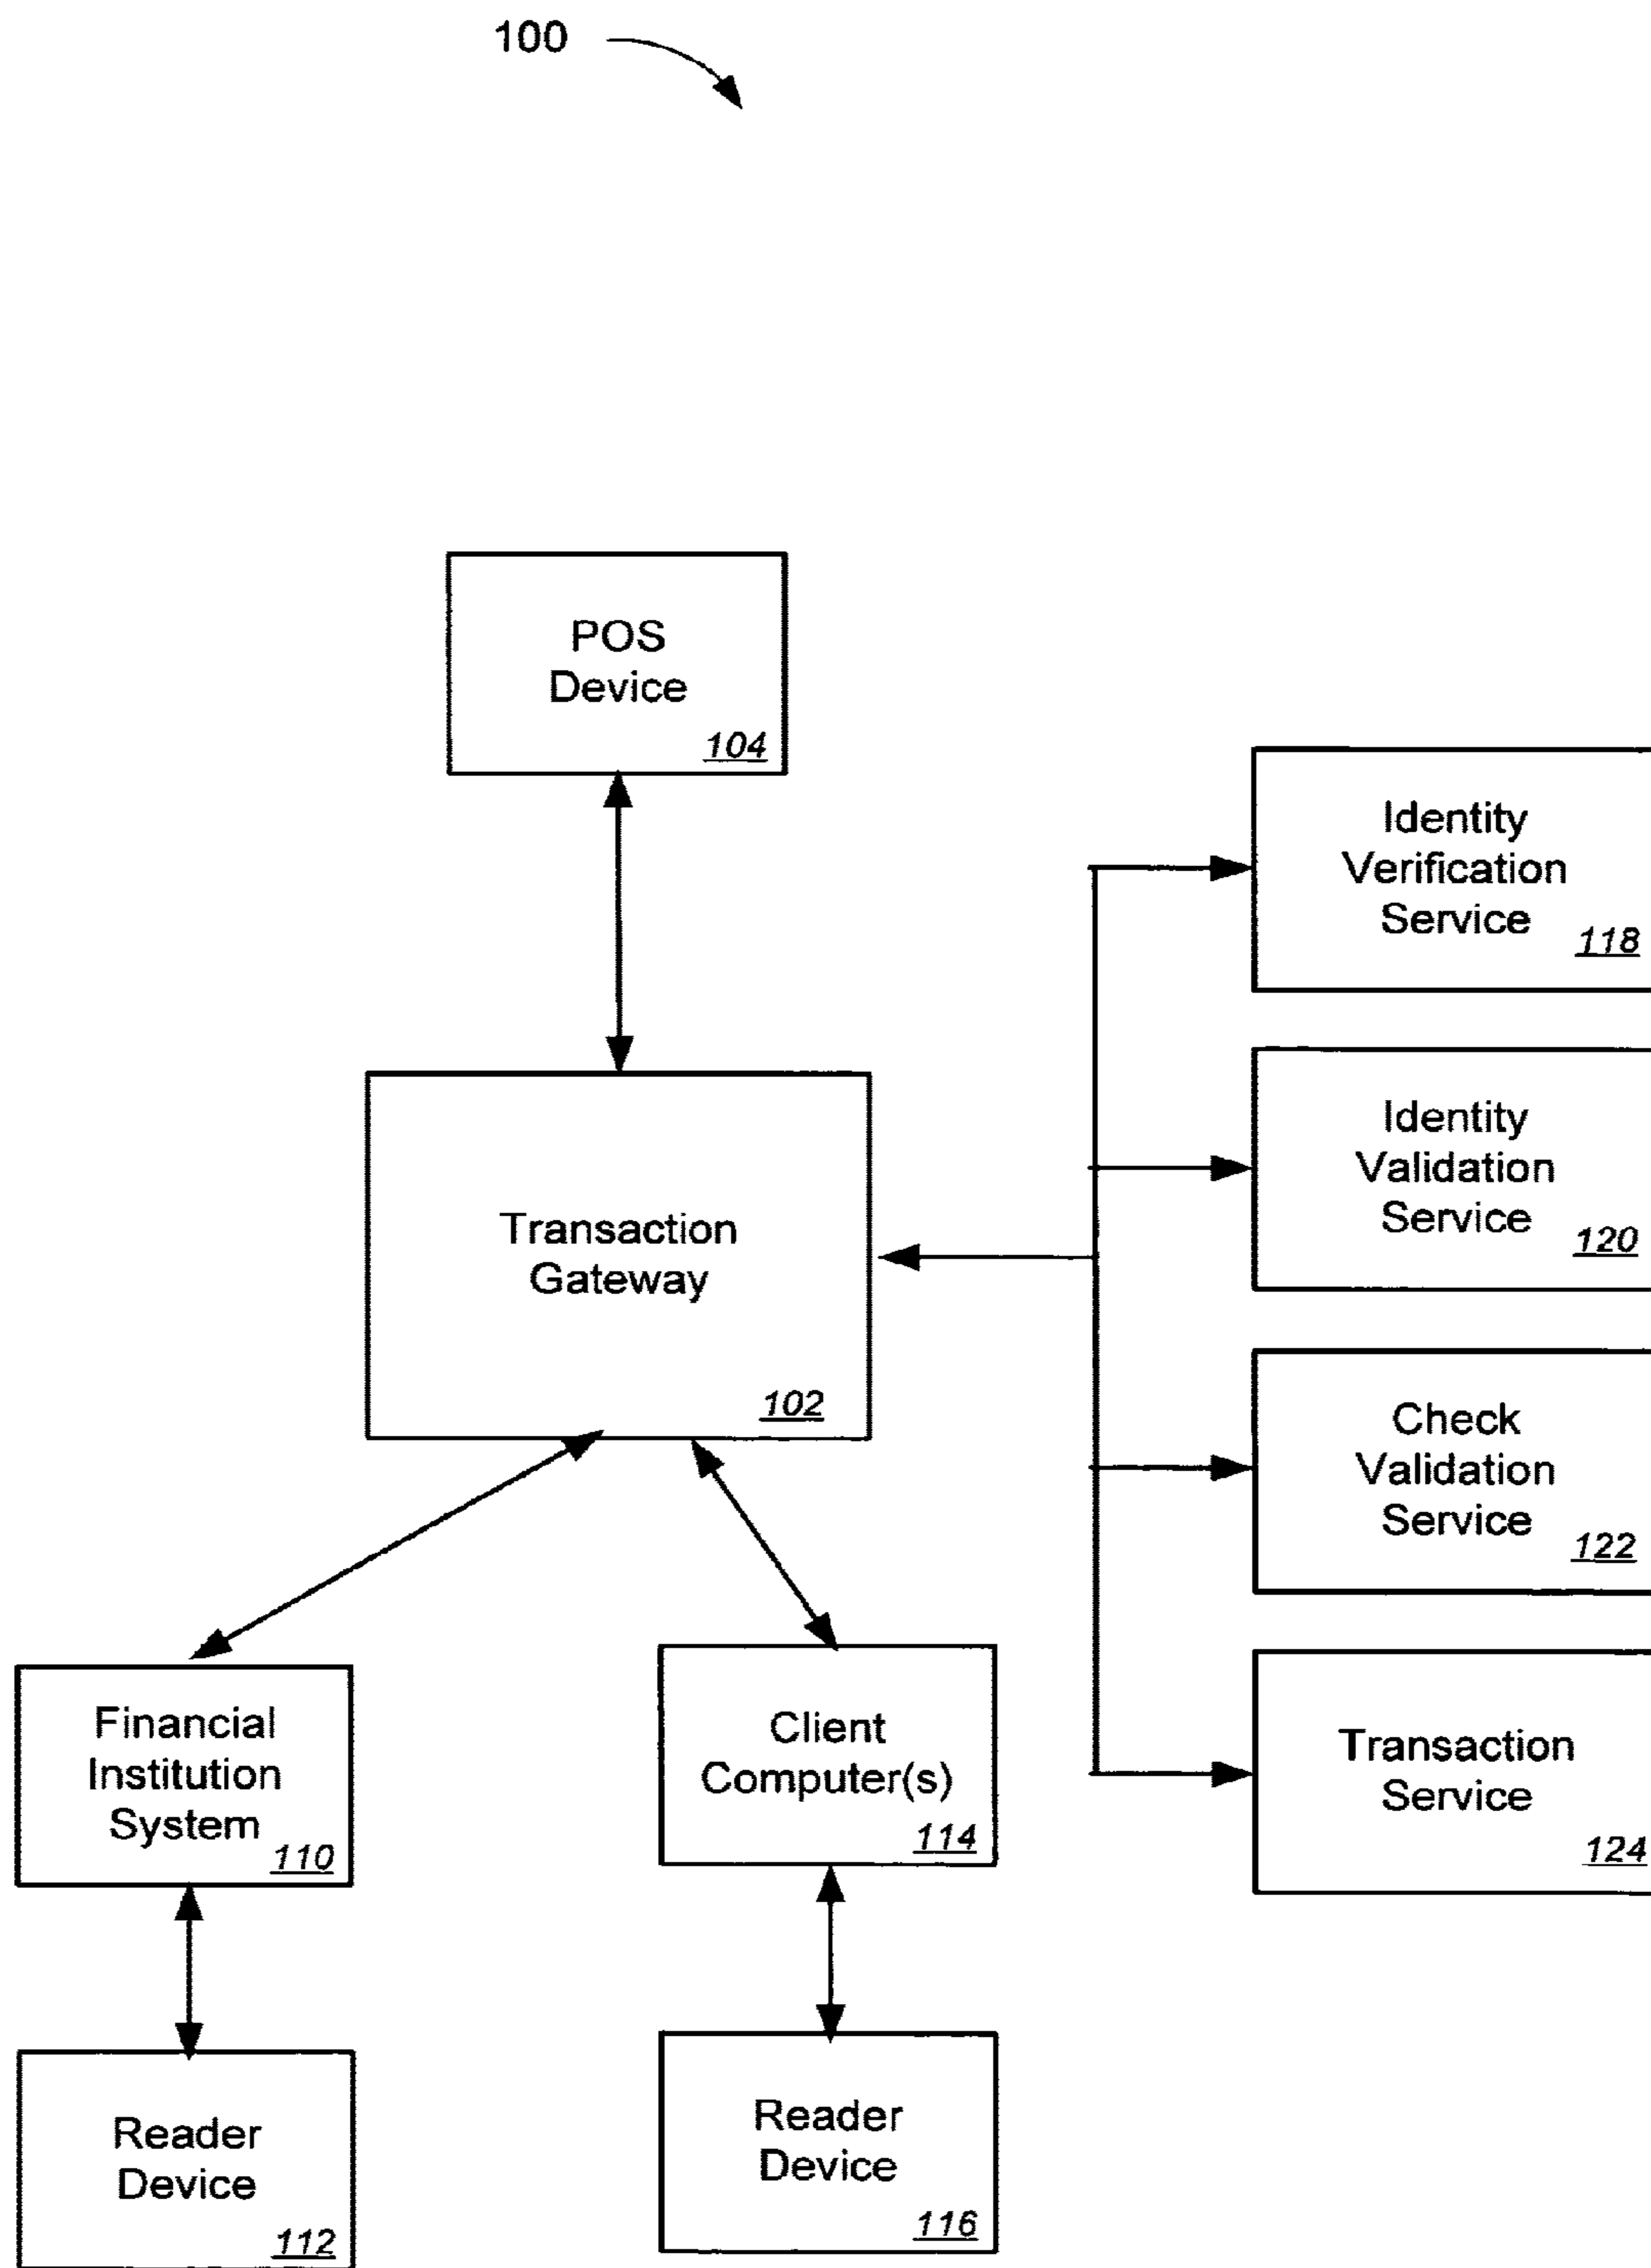 100
POS
Device
104
Identity
Verification
Service
118
Identity
Validation
Service
120
Transaction
Gateway
102
Check
Validation
Service
122
Financial
Institution
System
110
Client
Computer(s)
114
Transaction
Service
124
Reader
Device
112
Reader
Device
116